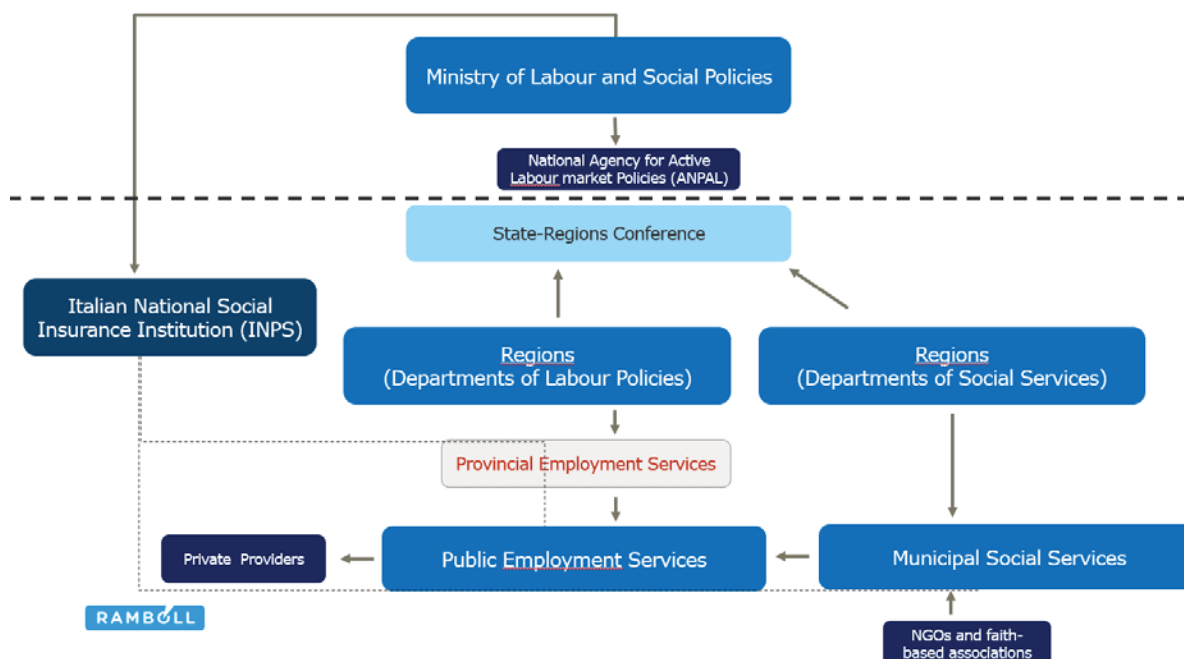 Ministry of Labour and Social Policies
National Agency for Active
Labour market Policies (ANPAL)
State-Regions Conference
Italian National Social
Insurance Institution (INPS)
Regions
(Departments of Labour Policies)
Regions
(Departments of Social Services)
Provincial Employment Services
Private Providers
Public Employment Services
Municipal Social Services
RAMBOLL
NGOs and faith-
based associations